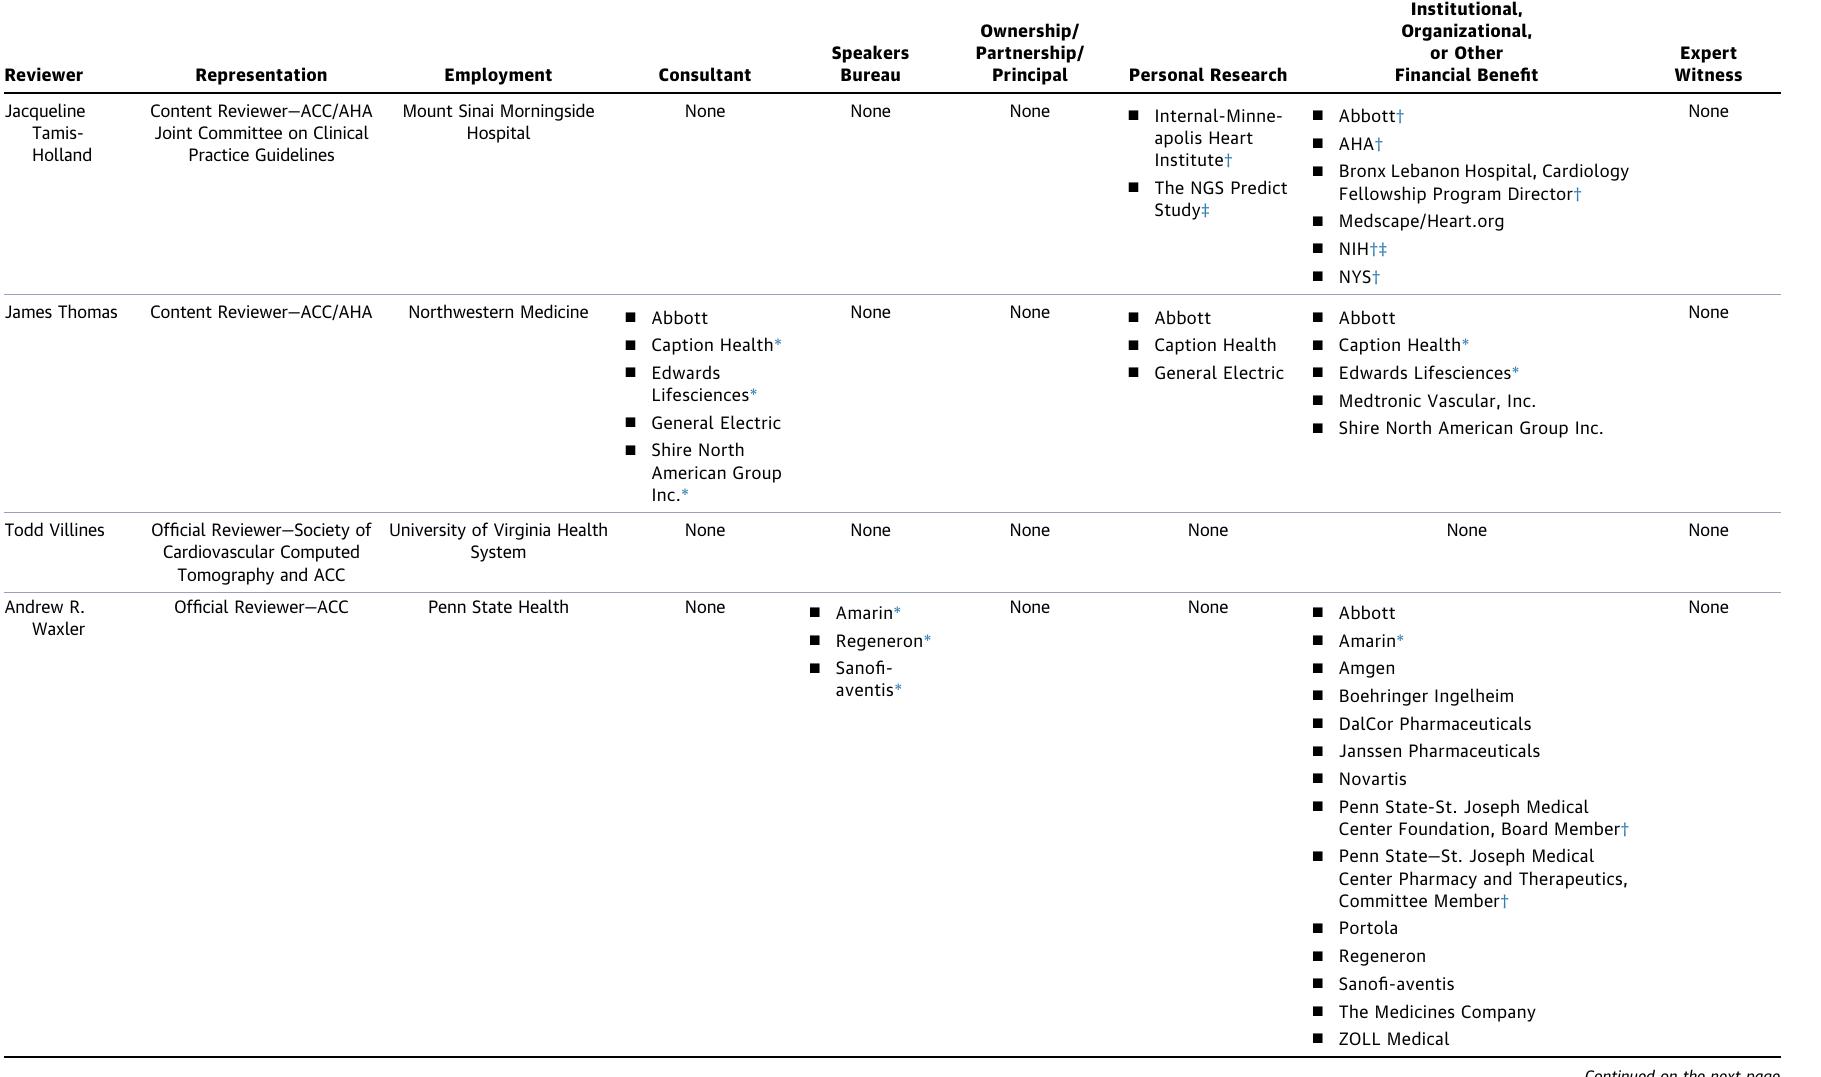 Institutional,
Organizational,
or Other
Financial Benefit
Ownership/
Partnership/
Principal
Speakers
Bureau
Expert
Witness
Reviewer
Representation
Employment
Consultant
Personal Research
Jacqueline
Tamis-
Holland
Content Reviewer—ACC/AHA
Joint Committee on Clinical
Practice Guidelines
Mount Sinai Morningside
Hospital
None
None
None
■ Internal-Minne-
apolis Heart
Institute†
■ The NGS Predict
Study‡
■ Abbott†
■ AHA†
■ Bronx Lebanon Hospital, Cardiology
Fellowship Program Director†
■ Medscape/Heart.org
■ NIH†‡
■ NYS†
None
James Thomas
Content Reviewer—ACC/AHA
Northwestern Medicine
■ Abbott
■ Caption Health*
■ Edwards
Lifesciences*
■ General Electric
■ Shire North
American Group
Inc.*
None
None
■ Abbott
■ Caption Health
■ General Electric
■ Abbott
■ Caption Health*
■ Edwards Lifesciences*
■ Medtronic Vascular, Inc.
■ Shire North American Group Inc.
None
Todd Villines
Official Reviewer—Society of
Cardiovascular Computed
Tomography and ACC
University of Virginia Health
System
None
None
None
None
None
None
Andrew R.
Waxler
Official Reviewer—ACC
Penn State Health
None
■ Amarin*
■ Regeneron*
■ Sanofi-
aventis*
None
None
■ Abbott
■ Amarin*
■ Amgen
■ Boehringer Ingelheim
■ DalCor Pharmaceuticals
■ Janssen Pharmaceuticals
■ Novartis
■ Penn State-St. Joseph Medical
Center Foundation, Board Member†
■ Penn State—St. Joseph Medical
Center Pharmacy and Therapeutics,
Committee Member†
■ Portola
■ Regeneron
■ Sanofi-aventis
■ The Medicines Company
■ ZOLL Medical
None
Continued on the next page